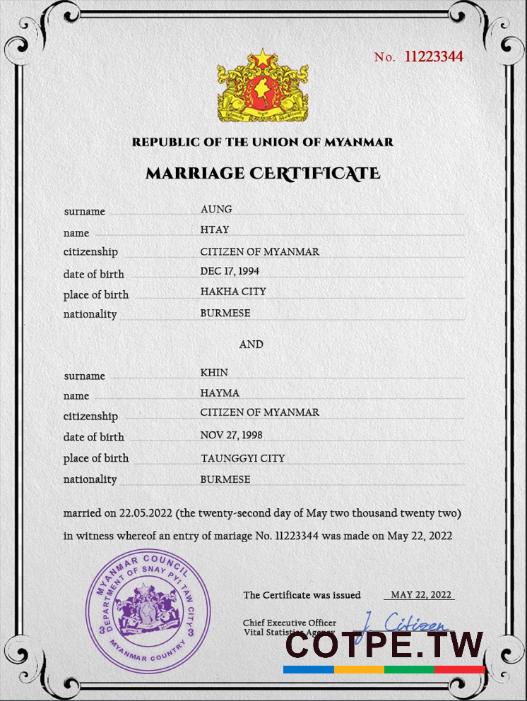 No. 11223344
REPUBLIC OF THE UNION OF MYANMAR
MARRIAGE CERTIFICATE
surname AUNG
name HTAY
citizenship CITIZEN OF MYANMAR
date of birth DEC 17, 1994
place of birth HAKHA CITY
nationality BURMESE
AND
surname KHIN
name HAYMA
citizenship CITIZEN OF MYANMAR
date of birth NOV 27, 1998
place of birth TAUNGGYI CITY
nationality BURMESE
married on 22.05.2022 (the twenty-second day of May two thousand twenty two)
in witness whereof an entry of mariage No. 11223344 was made on May 22, 2022
MYANMAR COUNCIL
DEPARTMENT OF SNAY PYI TAW CITY
MYANMAR COUNTRY
The Certificate was issued MAY 22, 2022
Chief Executive Officer
Vital Statistics Agency
J Citizen
COTPE.TW